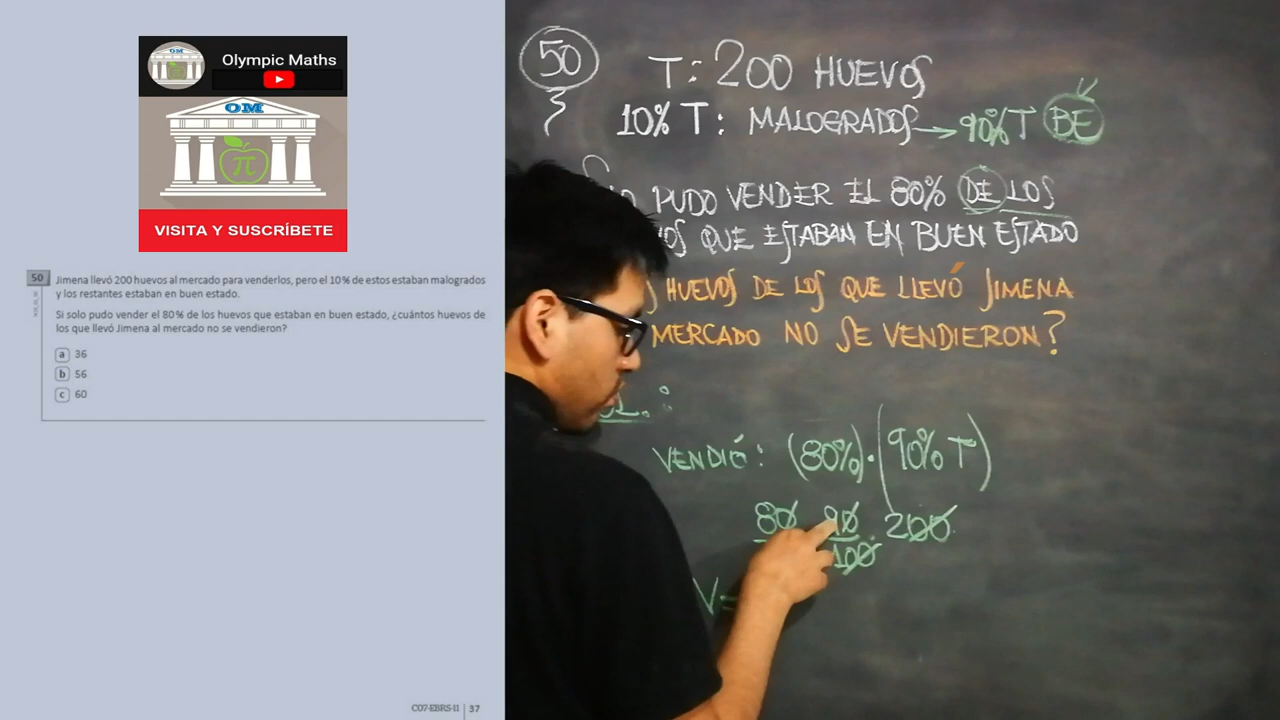 OM
Olympic Maths
OM
π
VISITA Y SUSCRÍBETE
50
Jimena llevó 200 huevos al mercado para venderlos, pero el 10 % de estos estaban malogrados
y los restantes estaban en buen estado.
Si solo pudo vender el 80 % de los huevos que estaban en buen estado, ¿cuántos huevos de
los que llevó Jimena al mercado no se vendieron?
a 36
b 56
c 60
C07-EBRS-11 | 37
50
T: 200 HUEVOS
10% T: MALOGRADOS → 90% T BE
PUDO VENDER EL 80% DE LOS
QUE ESTABAN EN BUEN ESTADO
HUEVOS DE LOS QUE LLEVÓ JIMENA
MERCADO NO SE VENDIERON?
VENDIÓ: (80%)·(90% T)
80 90 . 200
100
V=